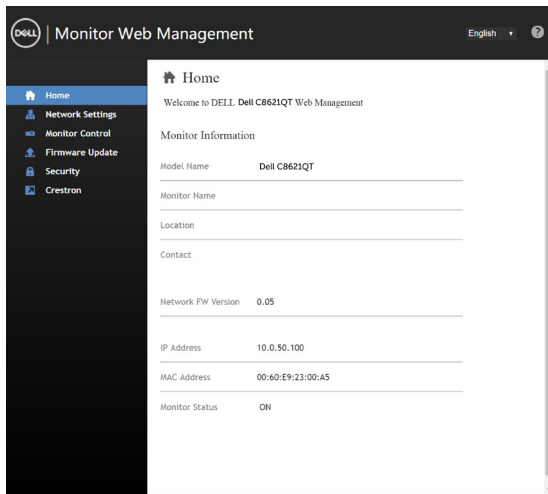 DELL | Monitor Web Management
English
?
Home
Network Settings
Monitor Control
Firmware Update
Security
Crestron
Home
Welcome to DELL Dell C8621QT Web Management
Monitor Information
Model Name Dell C8621QT
Monitor Name
Location
Contact
Network FW Version 0.05
IP Address 10.0.50.100
MAC Address 00:60:E9:23:00:A5
Monitor Status ON